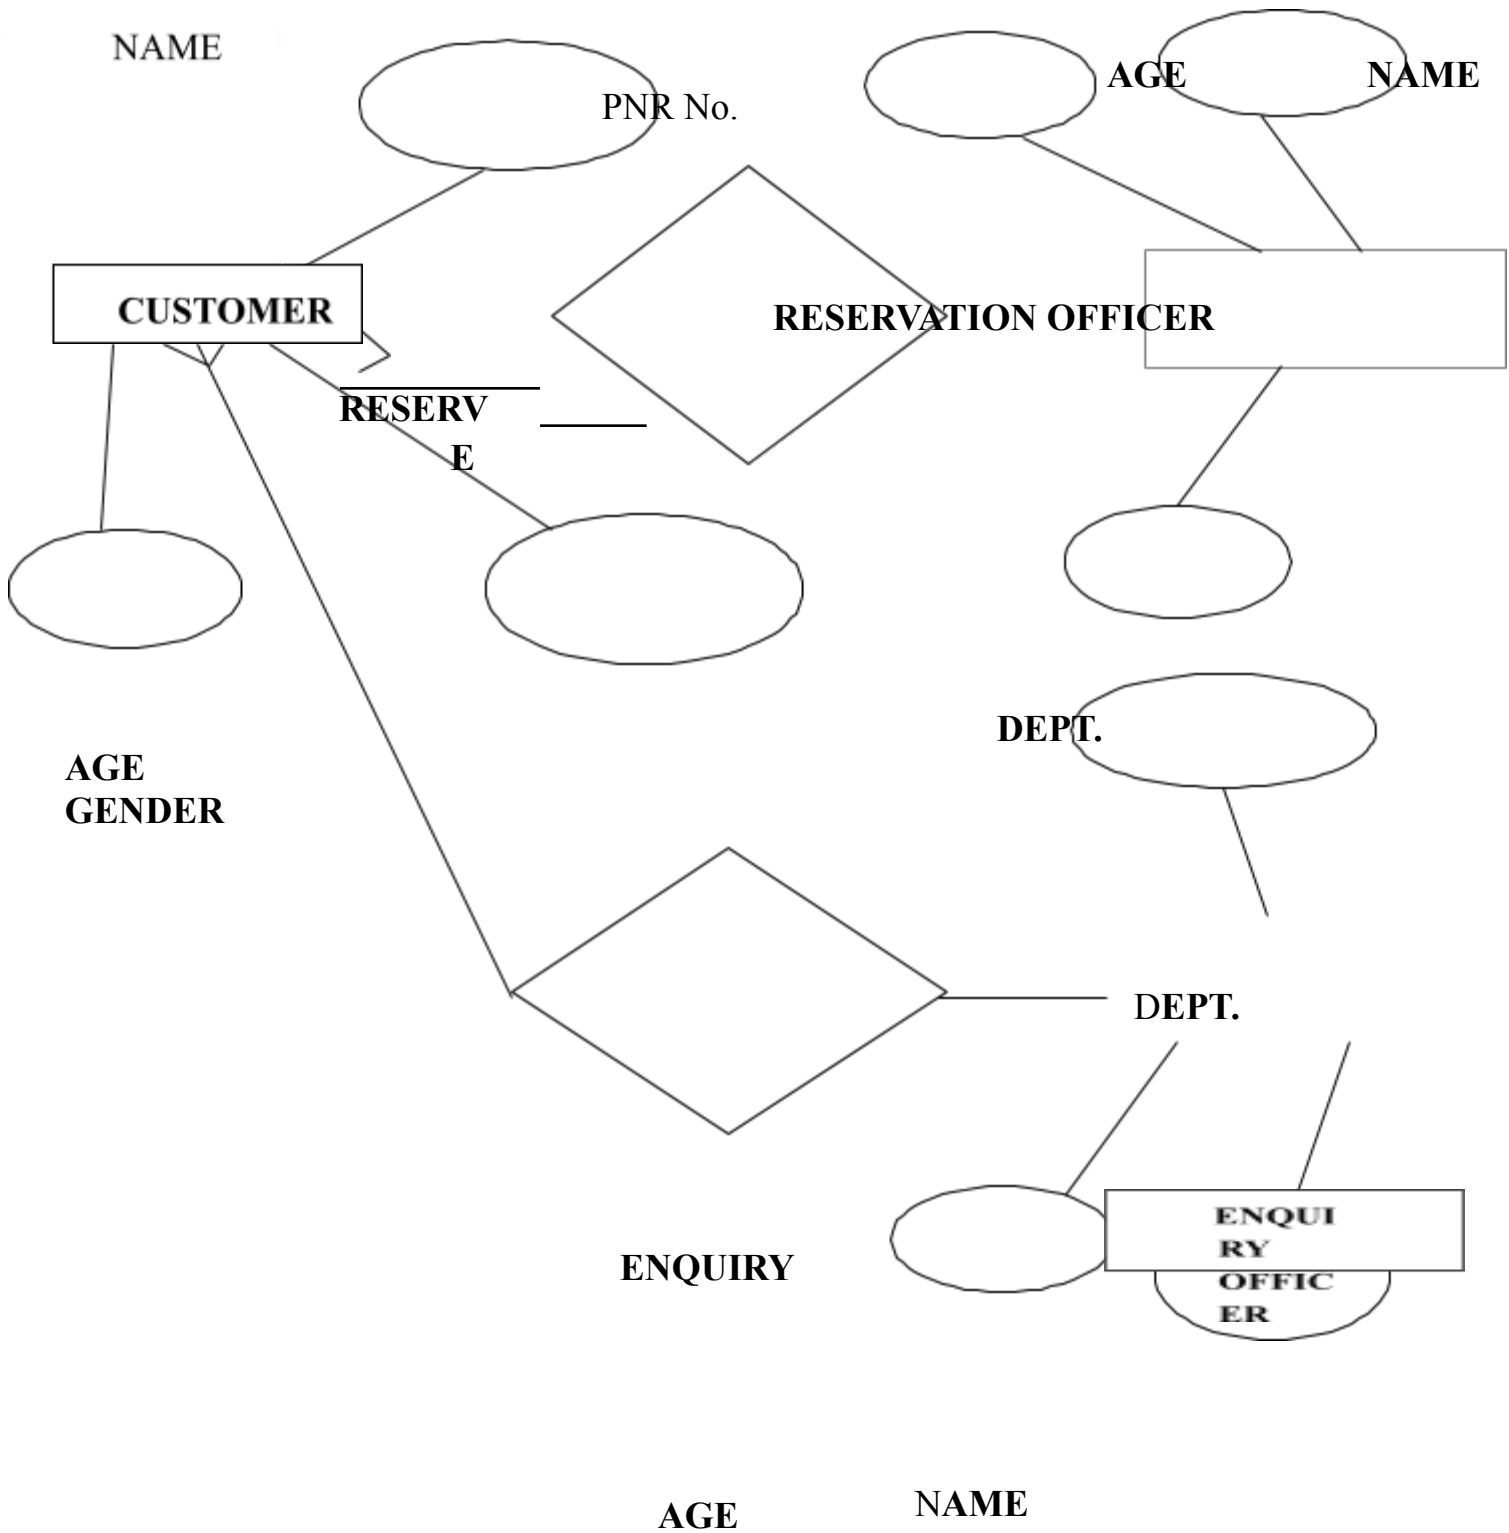 NAME
PNR No.
AGE
NAME
CUSTOMER
RESERVATION OFFICER
RESERV
E
DEPT.
AGE
GENDER
DEPT.
ENQUIRY
ENQUI
RY
OFFIC
ER
AGE
NAME